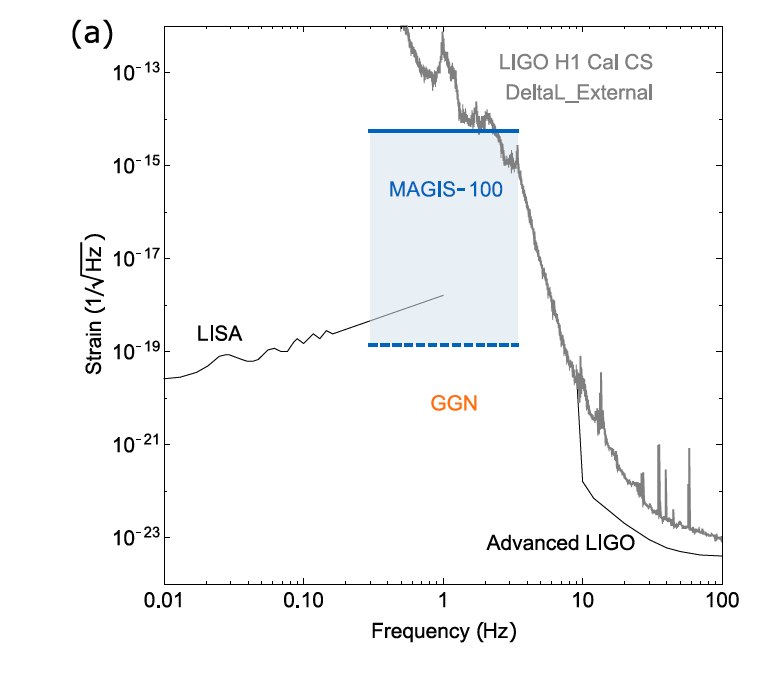 (a)
LIGO H1 Cal CS
DeltaL_External
MAGIS-100
LISA
GGN
Advanced LIGO
Strain (1/√Hz)
10⁻¹³
10⁻¹⁵
10⁻¹⁷
10⁻¹⁹
10⁻²¹
10⁻²³
0.01 0.10 1 10 100
Frequency (Hz)